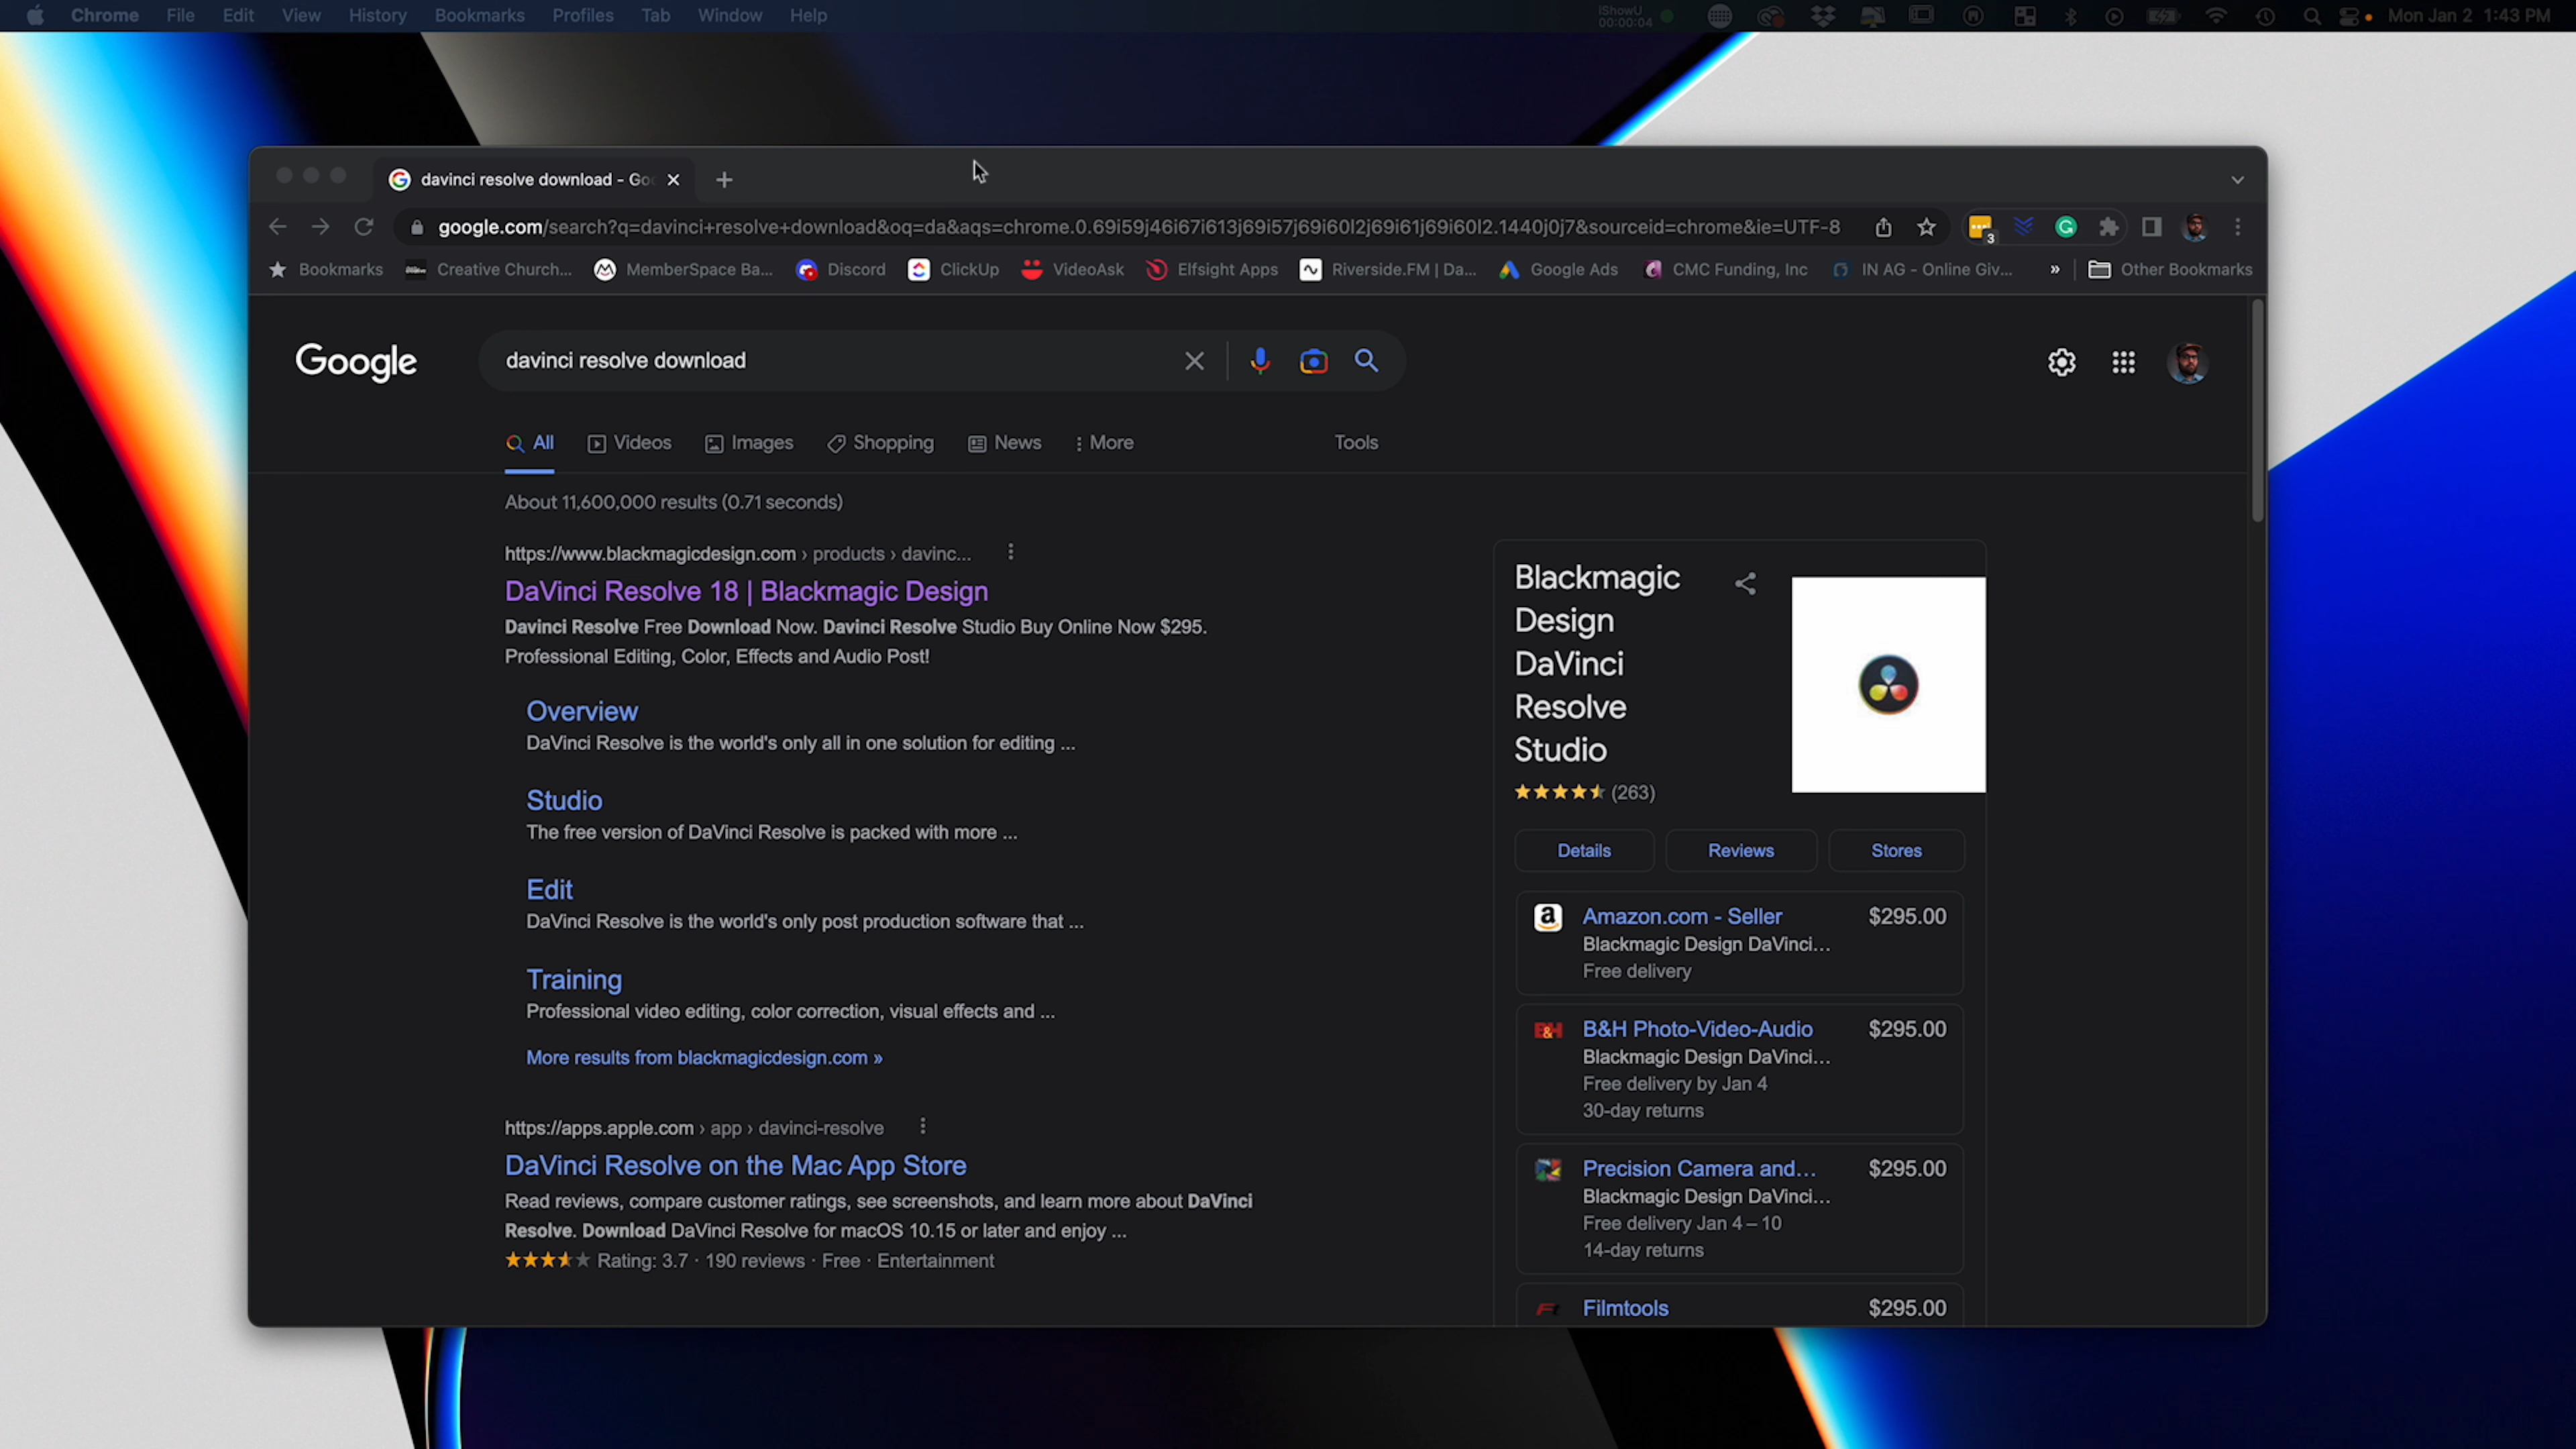 Chrome File Edit View History Bookmarks Profiles Tab Window Help
iShowU
00:00:04
Mon Jan 2 1:43 PM
davinci resolve download - Goo
google.com/search?q=davinci+resolve+download&oq=da&aqs=chrome.0.69i59j46i67i613j69i57j69i60l2j69i61j69i60l2.1440j0j7&sourceid=chrome&ie=UTF-8
3
Bookmarks Creative Church... MemberSpace Ba... Discord ClickUp VideoAsk Elfsight Apps Riverside.FM | Da... Google Ads CMC Funding, Inc IN AG - Online Giv... » Other Bookmarks
Google
davinci resolve download
All Videos Images Shopping News More Tools
About 11,600,000 results (0.71 seconds)
https://www.blackmagicdesign.com › products › davinc...
DaVinci Resolve 18 | Blackmagic Design
Davinci Resolve Free Download Now. Davinci Resolve Studio Buy Online Now $295.
Professional Editing, Color, Effects and Audio Post!
Overview
DaVinci Resolve is the world's only all in one solution for editing ...
Studio
The free version of DaVinci Resolve is packed with more ...
Edit
DaVinci Resolve is the world's only post production software that ...
Training
Professional video editing, color correction, visual effects and ...
More results from blackmagicdesign.com »
https://apps.apple.com › app › davinci-resolve
DaVinci Resolve on the Mac App Store
Read reviews, compare customer ratings, see screenshots, and learn more about DaVinci
Resolve. Download DaVinci Resolve for macOS 10.15 or later and enjoy ...
Rating: 3.7 · 190 reviews · Free · Entertainment
Blackmagic
Design
DaVinci
Resolve
Studio
(263)
Details Reviews Stores
Amazon.com - Seller $295.00
Blackmagic Design DaVinci...
Free delivery
B&H B&H Photo-Video-Audio $295.00
Blackmagic Design DaVinci...
Free delivery by Jan 4
30-day returns
Precision Camera and... $295.00
Blackmagic Design DaVinci...
Free delivery Jan 4 – 10
14-day returns
Filmtools $295.00